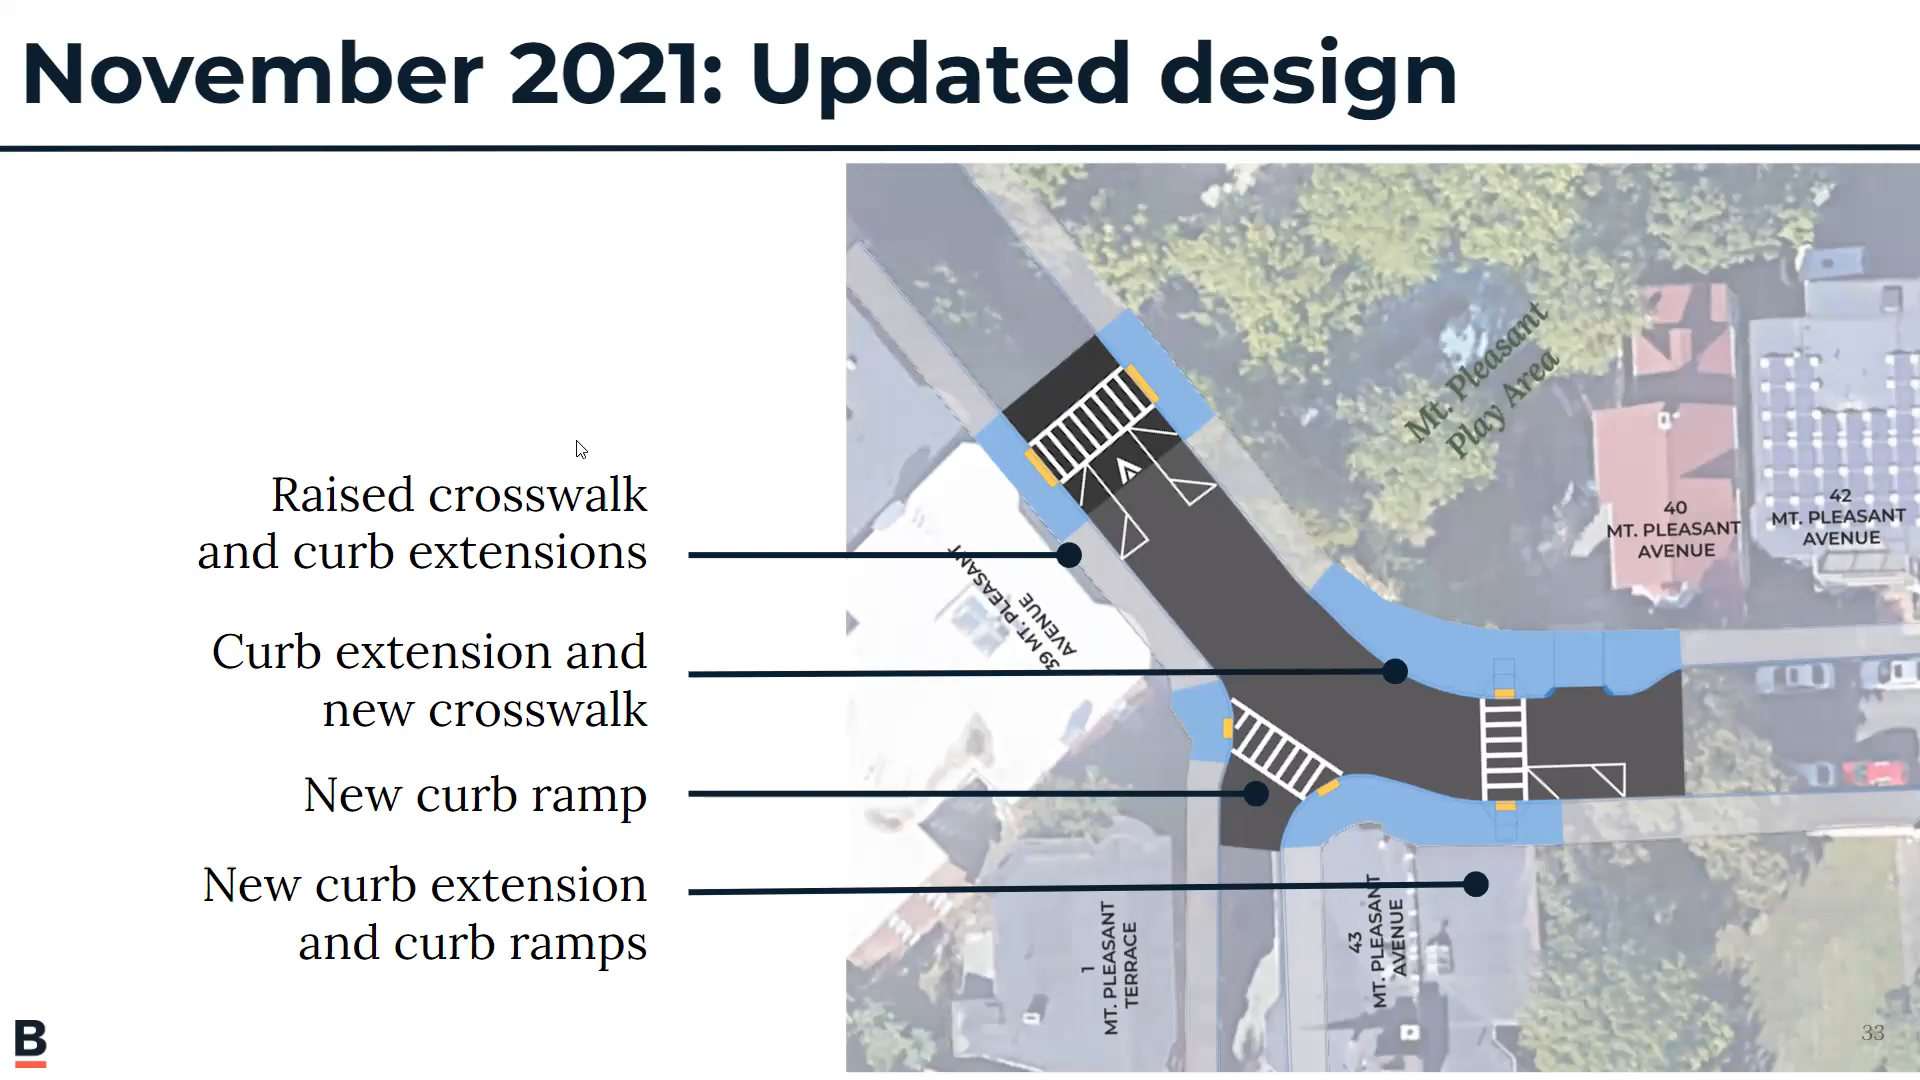 November 2021: Updated design
Raised crosswalk
and curb extensions
Curb extension and
new crosswalk
New curb ramp
New curb extension
and curb ramps
Mt. Pleasant
Play Area
40
MT. PLEASANT
AVENUE
42
MT. PLEASANT
AVENUE
39 MT. PLEASANT
AVENUE
1
MT. PLEASANT
TERRACE
43
MT. PLEASANT
AVENUE
B
33